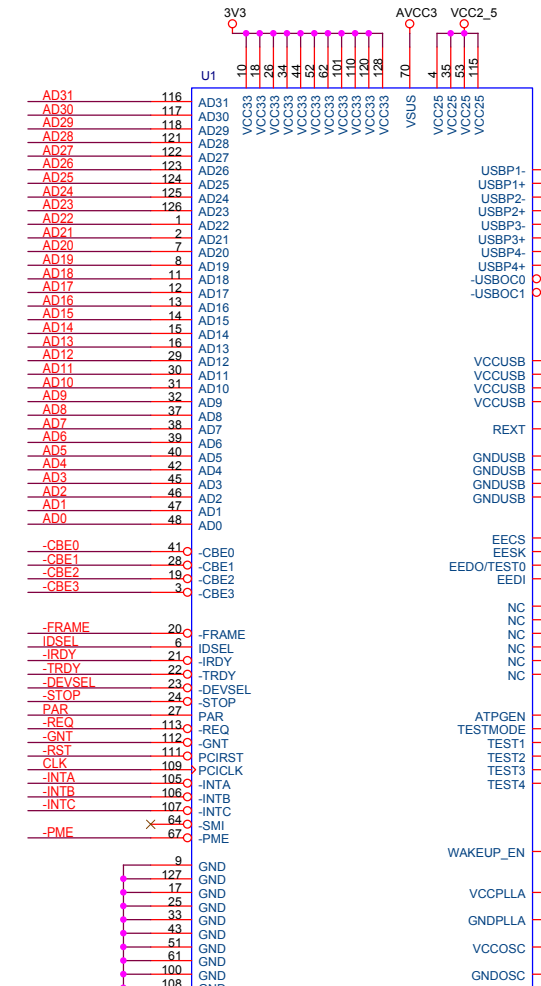 3V3 AVCC3 VCC2_5
U1
10 18 26 34 44 52 62 101 110 120 128 70 4 35 53 115
VCC33 VCC33 VCC33 VCC33 VCC33 VCC33 VCC33 VCC33 VCC33 VCC33 VCC33 VSUS VCC25 VCC25 VCC25 VCC25
AD31 116 AD31
AD30 117 AD30
AD29 118 AD29
AD28 121 AD28
AD27 122 AD27
AD26 123 AD26
AD25 124 AD25
AD24 125 AD24
AD23 126 AD23
AD22 1 AD22
AD21 2 AD21
AD20 7 AD20
AD19 8 AD19
AD18 11 AD18
AD17 12 AD17
AD16 13 AD16
AD15 14 AD15
AD14 15 AD14
AD13 16 AD13
AD12 29 AD12
AD11 30 AD11
AD10 31 AD10
AD9 32 AD9
AD8 37 AD8
AD7 38 AD7
AD6 39 AD6
AD5 40 AD5
AD4 42 AD4
AD3 45 AD3
AD2 46 AD2
AD1 47 AD1
AD0 48 AD0
-CBE0 41 -CBE0
-CBE1 28 -CBE1
-CBE2 19 -CBE2
-CBE3 3 -CBE3
-FRAME 20 -FRAME
IDSEL 6 IDSEL
-IRDY 21 -IRDY
-TRDY 22 -TRDY
-DEVSEL 23 -DEVSEL
-STOP 24 -STOP
PAR 27 PAR
-REQ 113 -REQ
-GNT 112 -GNT
-RST 111 PCIRST
CLK 109 PCICLK
-INTA 105 -INTA
-INTB 106 -INTB
-INTC 107 -INTC
64 -SMI
-PME 67 -PME
9 GND
127 GND
17 GND
25 GND
33 GND
43 GND
51 GND
61 GND
100 GND
108 GND
USBP1-
USBP1+
USBP2-
USBP2+
USBP3-
USBP3+
USBP4-
USBP4+
-USBOC0
-USBOC1
VCCUSB
VCCUSB
VCCUSB
VCCUSB
REXT
GNDUSB
GNDUSB
GNDUSB
GNDUSB
EECS
EESK
EEDO/TEST0
EEDI
NC
NC
NC
NC
NC
NC
ATPGEN
TESTMODE
TEST1
TEST2
TEST3
TEST4
WAKEUP_EN
VCCPLLA
GNDPLLA
VCCOSC
GNDOSC